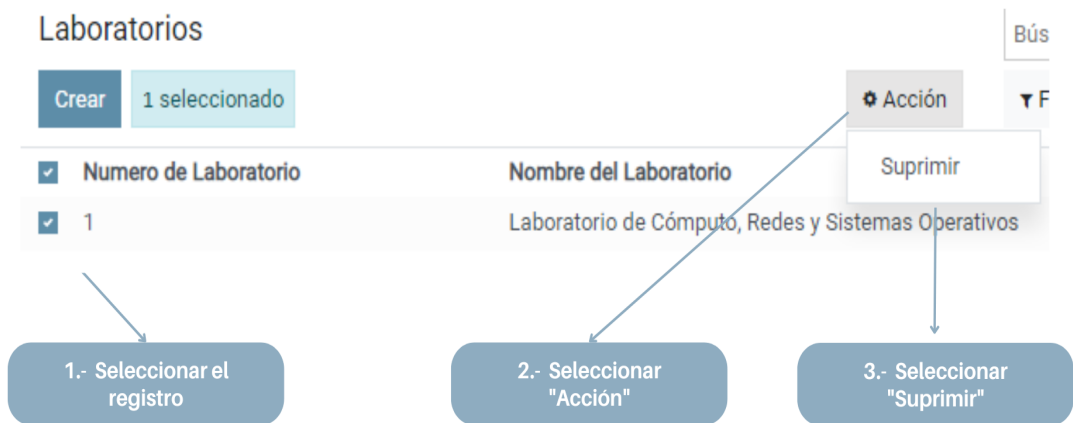 Laboratorios
Bús
Crear
1 seleccionado
Acción
F
Numero de Laboratorio
Nombre del Laboratorio
Suprimir
1
Laboratorio de Cómputo, Redes y Sistemas Operativos
1.- Seleccionar el
registro
2.- Seleccionar
"Acción"
3.- Seleccionar
"Suprimir"